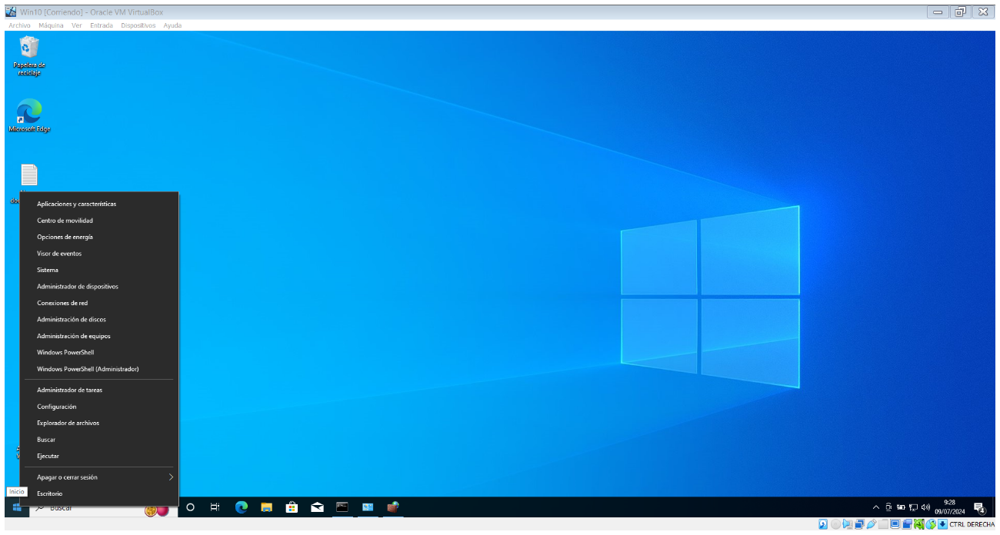 Win10 [Corriendo] - Oracle VM VirtualBox
Archivo Máquina Ver Entrada Dispositivos Ayuda
Papelera de
reciclaje
Microsoft Edge
Aplicaciones y características
Centro de movilidad
Opciones de energía
Visor de eventos
Sistema
Administrador de dispositivos
Conexiones de red
Administración de discos
Administración de equipos
Windows PowerShell
Windows PowerShell (Administrador)
Administrador de tareas
Configuración
Explorador de archivos
Buscar
Ejecutar
Apagar o cerrar sesión
Escritorio
Inicio
Buscar
9:28
09/07/2024
4
CTRL DERECHA